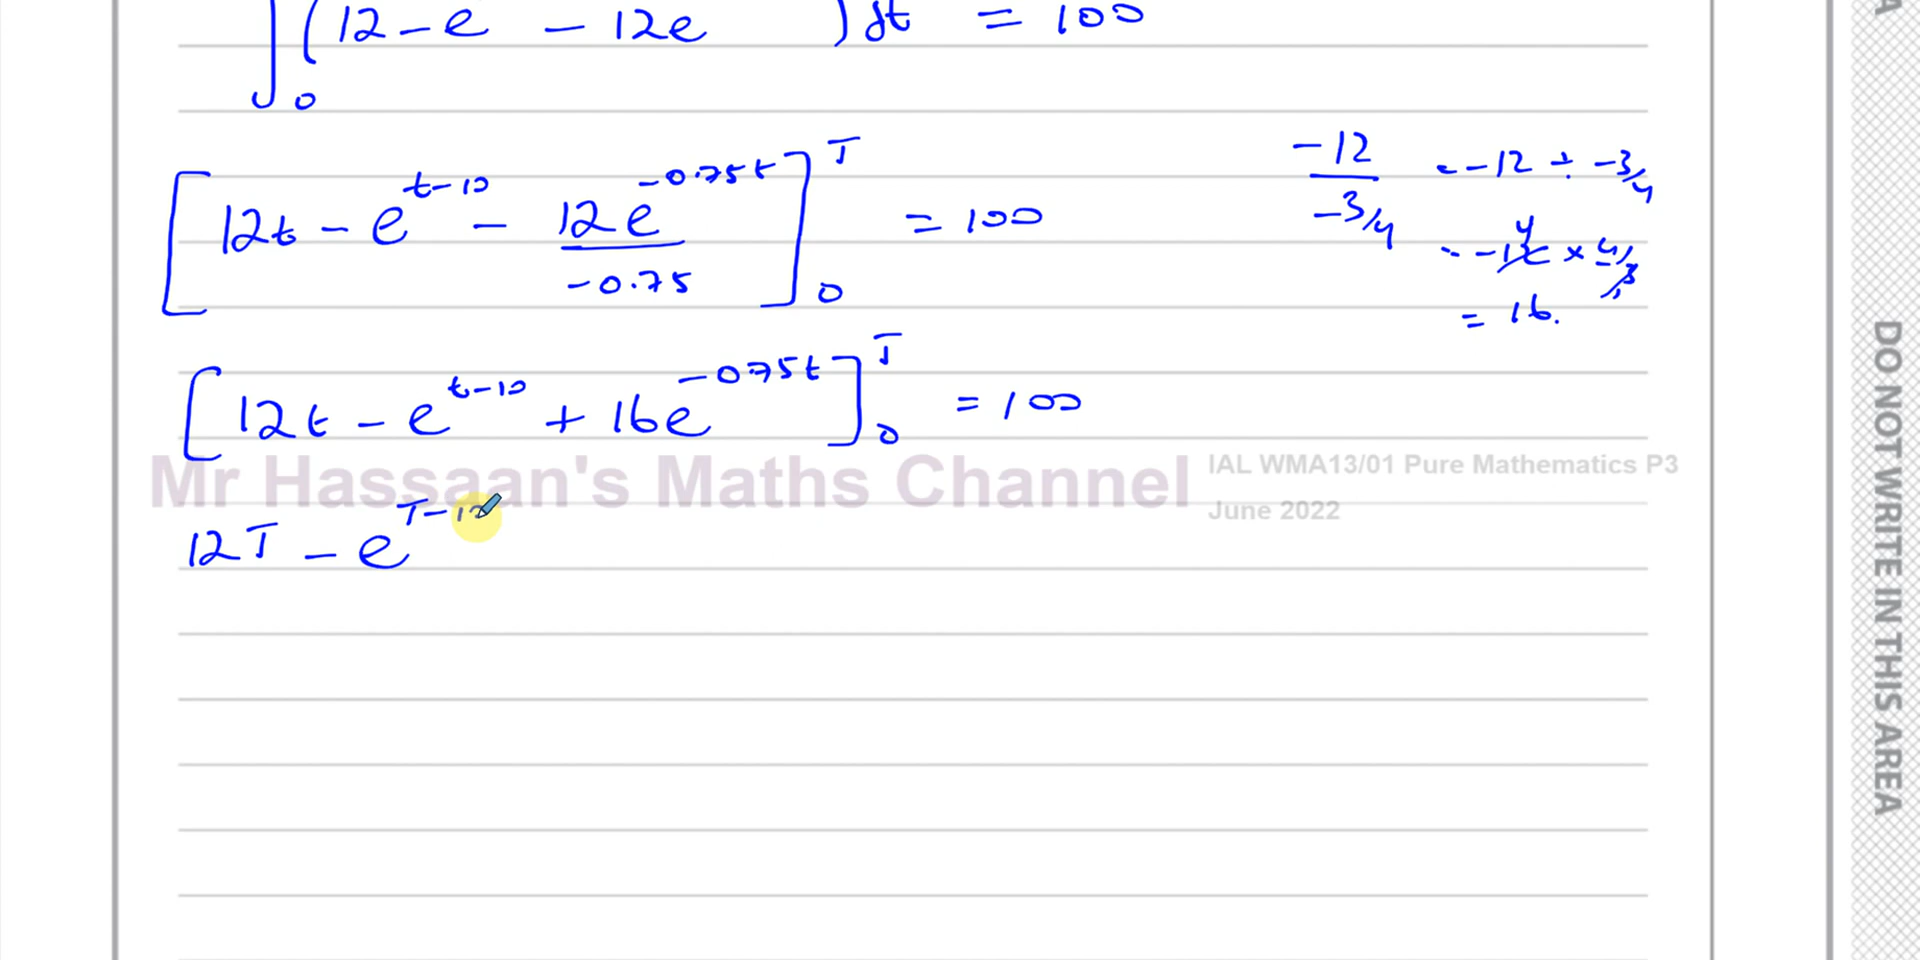 ∫₀ (12 - e - 12e ) dt = 100
[12t - e^(t-10) - 12e^(-0.75t)/-0.75]₀^T = 100
-12/(-3/4) = -12 ÷ -3/4
= -12 × 4/-3
4
= 16.
[12t - e^(t-10) + 16e^(-0.75t)]₀^T = 100
Mr Hassaan's Maths Channel
IAL WMA13/01 Pure Mathematics P3
June 2022
12T - e^(T-1
DO NOT WRITE IN THIS AREA
A